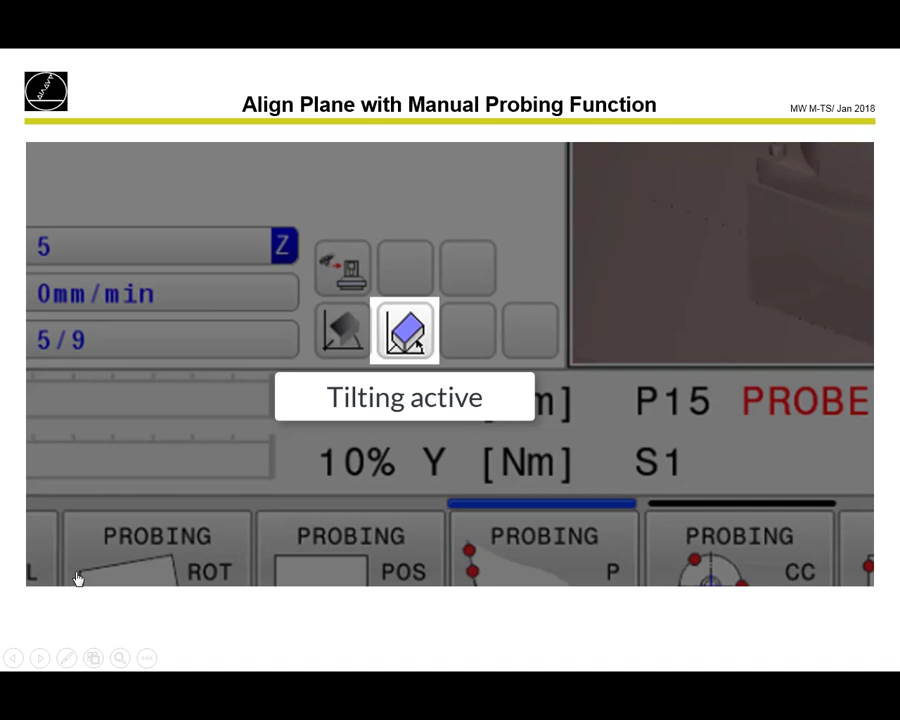 Align Plane with Manual Probing Function
MW M-TS/ Jan 2018
5 Z
0mm/min
5/9
Tilting active
m] P15 PROBE
10% Y [Nm] S1
PROBING
L ROT
PROBING
POS
PROBING
P
PROBING
CC